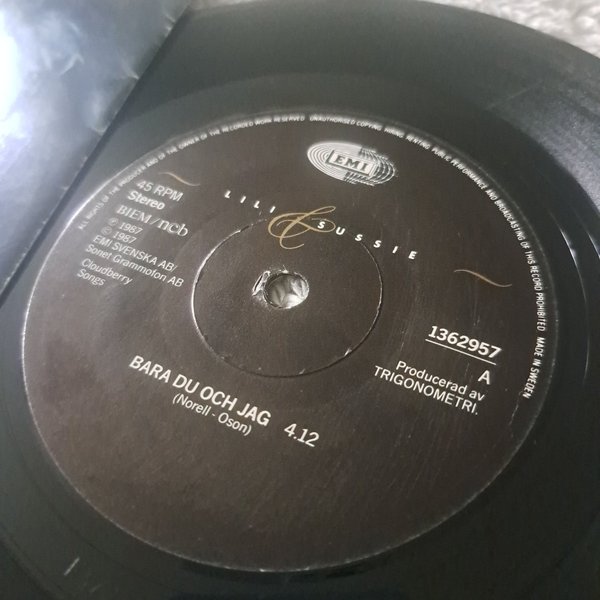 ALL RIGHTS OF THE PRODUCER AND OF THE OWNER OF THE RECORDED WORK RESERVED UNAUTHORISED COPYING HIRING RENTING PUBLIC PERFORMANCE AND BROADCASTING OF THIS RECORD PROHIBITED MADE IN SWEDEN
EMI
LILI & SUSSIE
45 RPM
Stereo
BIEM/ncb
℗ 1987
© 1987
EMI SVENSKA AB/
Sonet Grammofon AB
Cloudberry
Songs
1362957
A
Producerad av
TRIGONOMETRI.
BARA DU OCH JAG 4.12
(Norell - Oson)